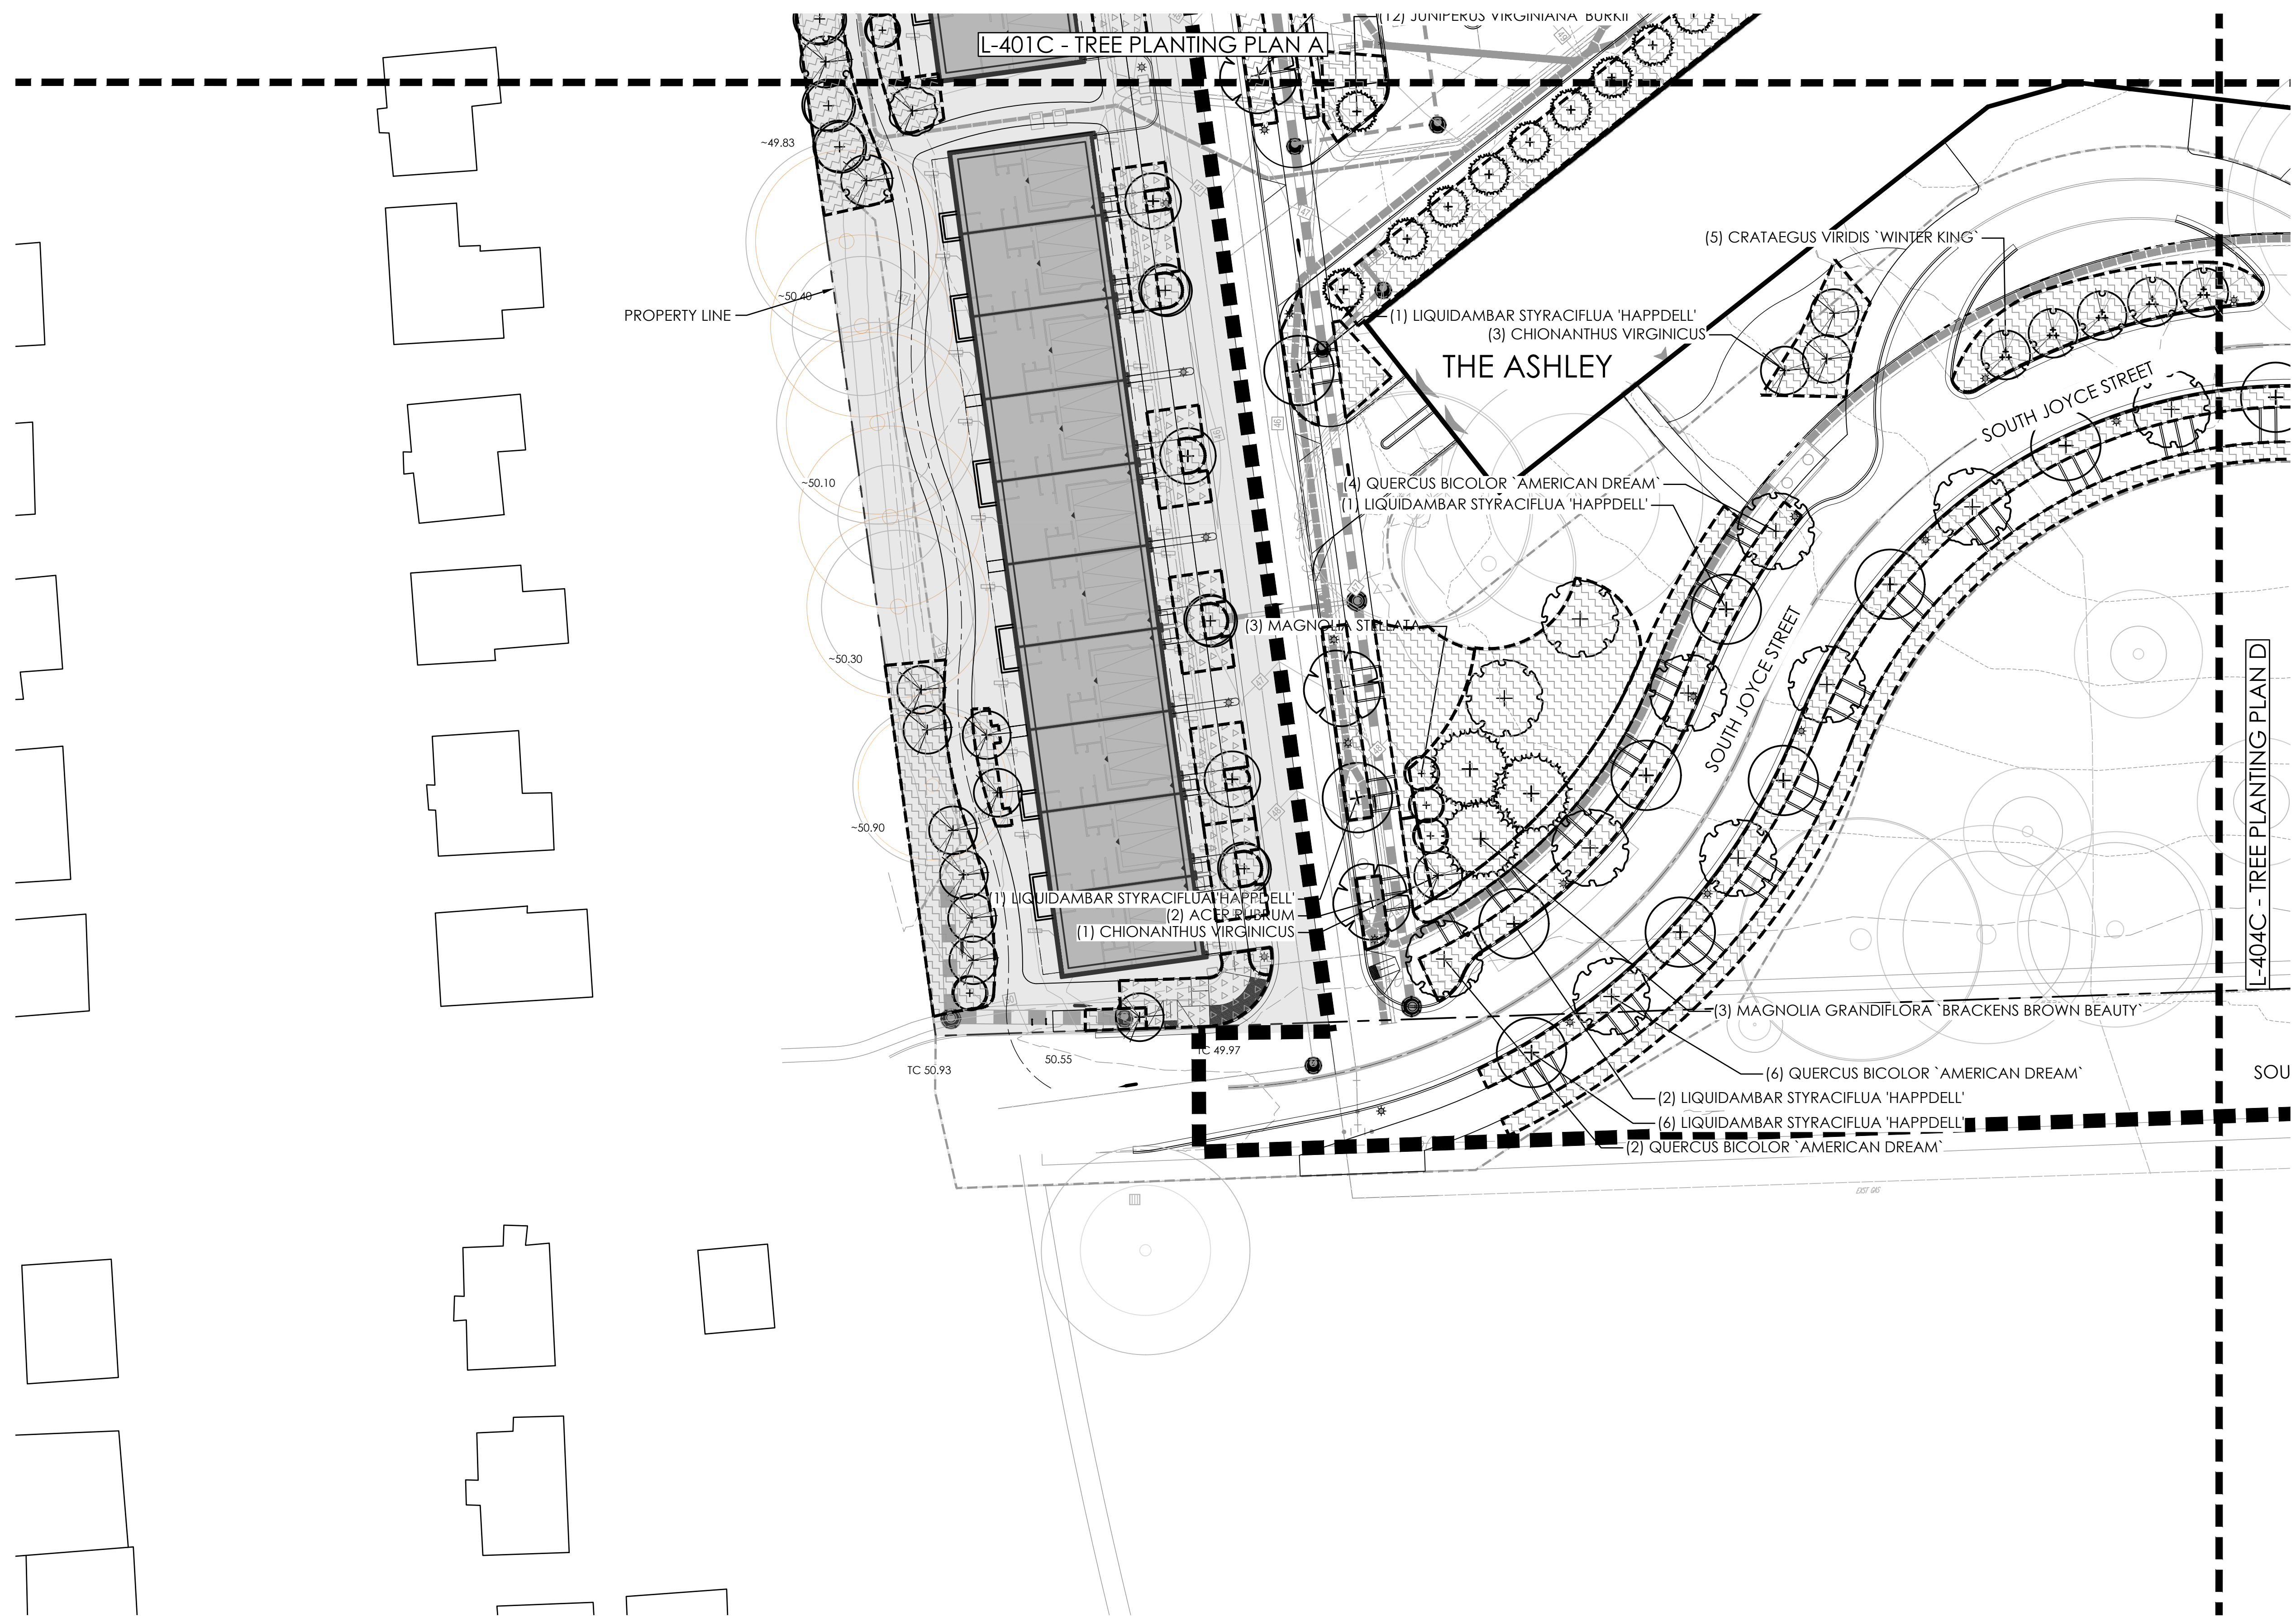 (12) JUNIPERUS VIRGINIANA `BURKII`
L-401C - TREE PLANTING PLAN A
~49.83
(5) CRATAEGUS VIRIDIS `WINTER KING`
~50.40
PROPERTY LINE
(1) LIQUIDAMBAR STYRACIFLUA 'HAPPDELL'
(3) CHIONANTHUS VIRGINICUS
THE ASHLEY
SOUTH JOYCE STREET
~50.10
(4) QUERCUS BICOLOR `AMERICAN DREAM`
(1) LIQUIDAMBAR STYRACIFLUA 'HAPPDELL'
(3) MAGNOLIA STELLATA
SOUTH JOYCE STREET
~50.30
L-404C - TREE PLANTING PLAN D
~50.90
(1) LIQUIDAMBAR STYRACIFLUA 'HAPPDELL'
(2) ACER RUBRUM
(1) CHIONANTHUS VIRGINICUS
(3) MAGNOLIA GRANDIFLORA `BRACKENS BROWN BEAUTY`
TC 49.97
50.55
TC 50.93
(6) QUERCUS BICOLOR `AMERICAN DREAM`
SOU
(2) LIQUIDAMBAR STYRACIFLUA 'HAPPDELL'
(6) LIQUIDAMBAR STYRACIFLUA 'HAPPDELL'
(2) QUERCUS BICOLOR `AMERICAN DREAM`
EXIST GAS